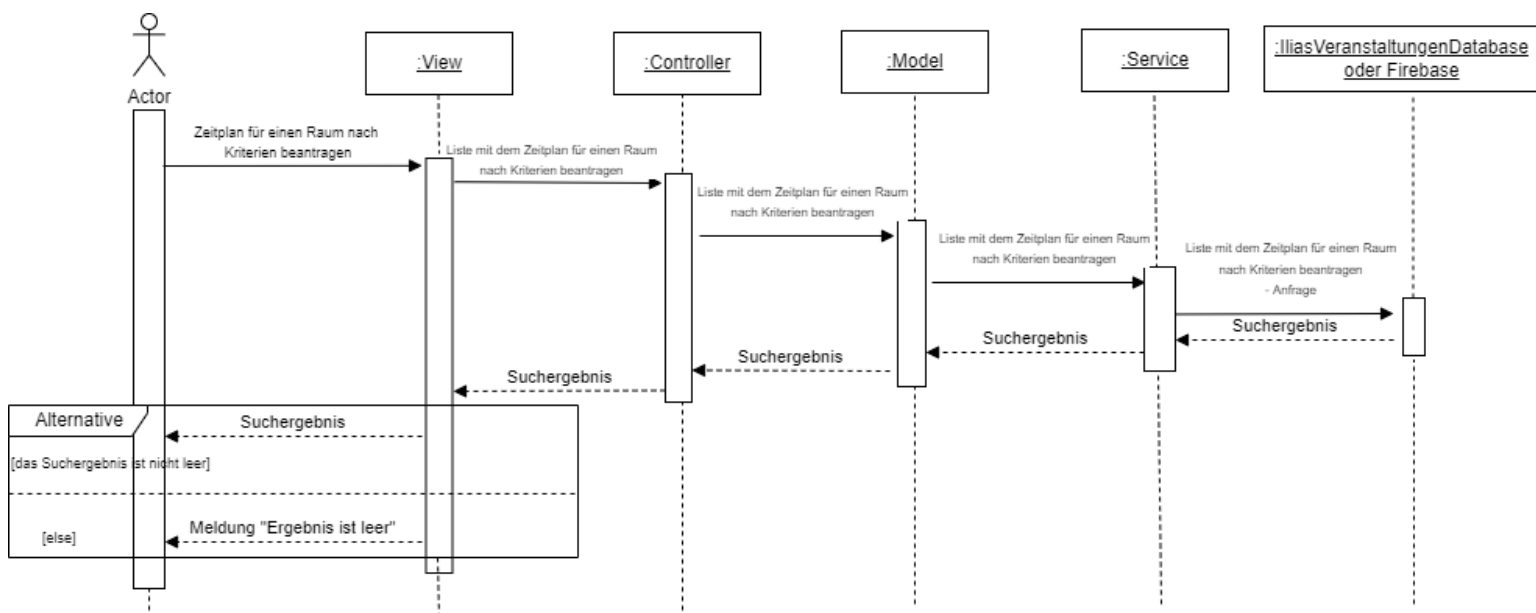 Actor
:View
:Controller
:Model
:Service
:IliasVeranstaltungenDatabase
oder Firebase
Zeitplan für einen Raum nach
Kriterien beantragen
Liste mit dem Zeitplan für einen Raum
nach Kriterien beantragen
Liste mit dem Zeitplan für einen Raum
nach Kriterien beantragen
Liste mit dem Zeitplan für einen Raum
nach Kriterien beantragen
Liste mit dem Zeitplan für einen Raum
nach Kriterien beantragen
- Anfrage
Suchergebnis
Suchergebnis
Suchergebnis
Suchergebnis
Alternative
Suchergebnis
[das Suchergebnis ist nicht leer]
Meldung "Ergebnis ist leer"
[else]